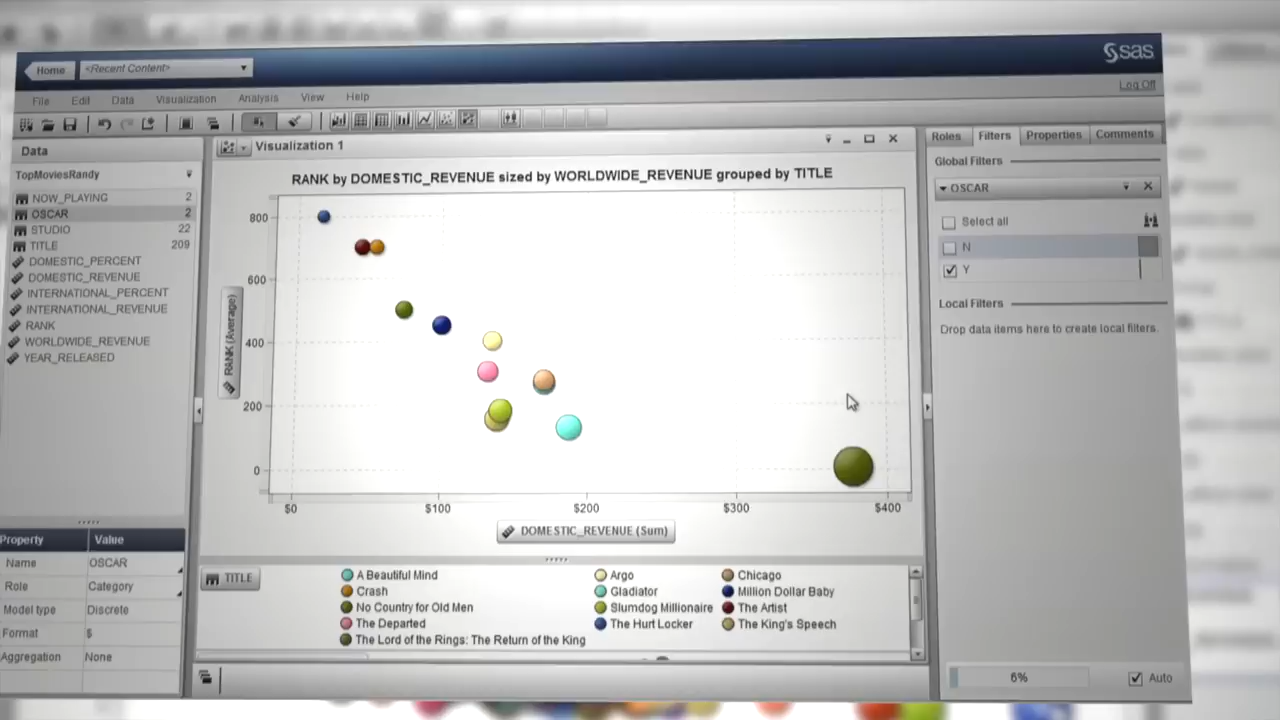 sas
Home <Recent Content>
Log Off
File Edit Data Visualization Analysis View Help
Data
TopMoviesRandy
NOW_PLAYING 2
OSCAR 2
STUDIO 22
TITLE 209
DOMESTIC_PERCENT
DOMESTIC_REVENUE
INTERNATIONAL_PERCENT
INTERNATIONAL_REVENUE
RANK
WORLDWIDE_REVENUE
YEAR_RELEASED
Property Value
Name OSCAR
Role Category
Model type Discrete
Format $
Aggregation None
Visualization 1
RANK by DOMESTIC_REVENUE sized by WORLDWIDE_REVENUE grouped by TITLE
RANK (Average)
800
600
400
200
0
$0 $100 $200 $300 $400
DOMESTIC_REVENUE (Sum)
TITLE
A Beautiful Mind Argo Chicago
Crash Gladiator Million Dollar Baby
No Country for Old Men Slumdog Millionaire The Artist
The Departed The Hurt Locker The King's Speech
The Lord of the Rings: The Return of the King
Roles Filters Properties Comments
Global Filters
OSCAR
Select all
N
Y
Local Filters
Drop data items here to create local filters.
6% Auto